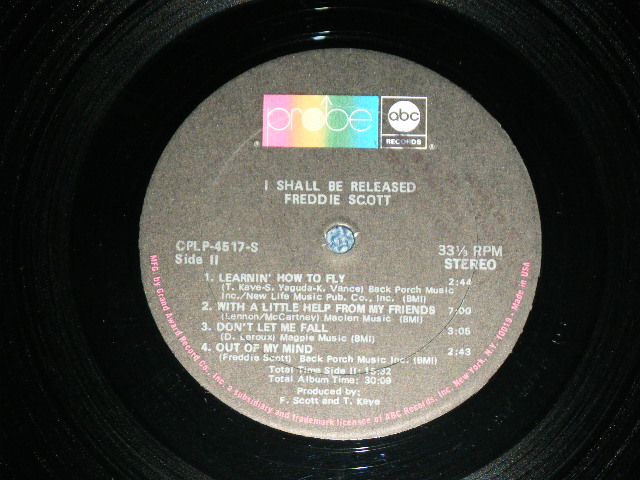 probe
abc
RECORDS
I SHALL BE RELEASED
FREDDIE SCOTT
CPLP-4517-S
Side II
33⅓ RPM
STEREO
1. LEARNIN' HOW TO FLY 2:44
(T. Kaye-S. Yaguda-K. Vance) Back Porch Music
Inc./New Life Music Pub. Co., Inc. (BMI)
2. WITH A LITTLE HELP FROM MY FRIENDS 7:00
(Lennon/McCartney) Maclen Music (BMI)
3. DON'T LET ME FALL 3:05
(D. Leroux) Magpie Music (BMI)
4. OUT OF MY MIND 2:43
(Freddie Scott) Back Porch Music Inc. (BMI)
Total Time Side II: 15:32
Total Album Time: 30:09
Produced by:
F. Scott and T. Kaye
MFG. by Grand Award Record Co., Inc. a subsidiary and trademark licensee of ABC Records, Inc. New York, N.Y. 10019 - Made in USA